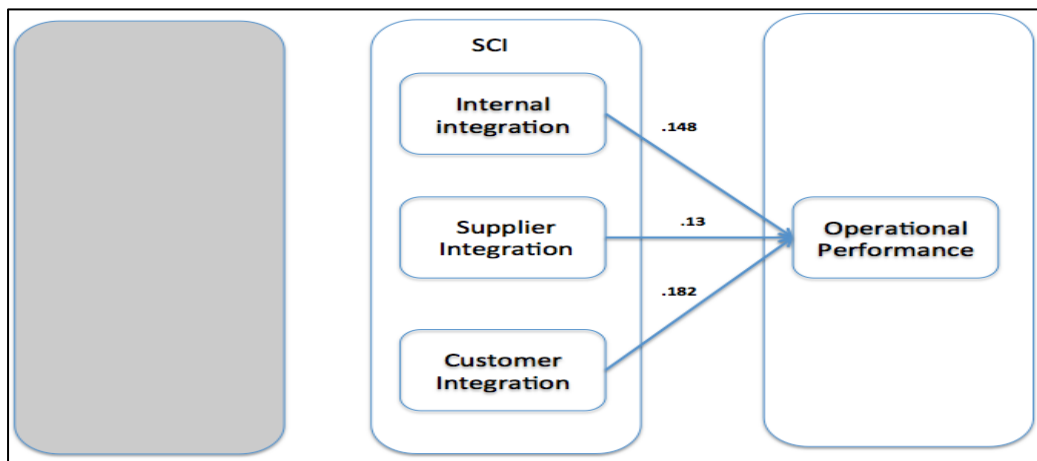 SCI
Internal
integration
.148
Supplier
Integration
.13
Operational
Performance
.182
Customer
Integration